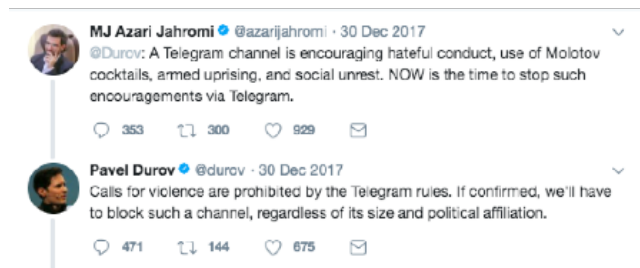 MJ Azari Jahromi @azarijahromi · 30 Dec 2017
@Durov: A Telegram channel is encouraging hateful conduct, use of Molotov
cocktails, armed uprising, and social unrest. NOW is the time to stop such
encouragements via Telegram.
353 300 929
Pavel Durov @durov · 30 Dec 2017
Calls for violence are prohibited by the Telegram rules. If confirmed, we'll have
to block such a channel, regardless of its size and political affiliation.
471 144 675